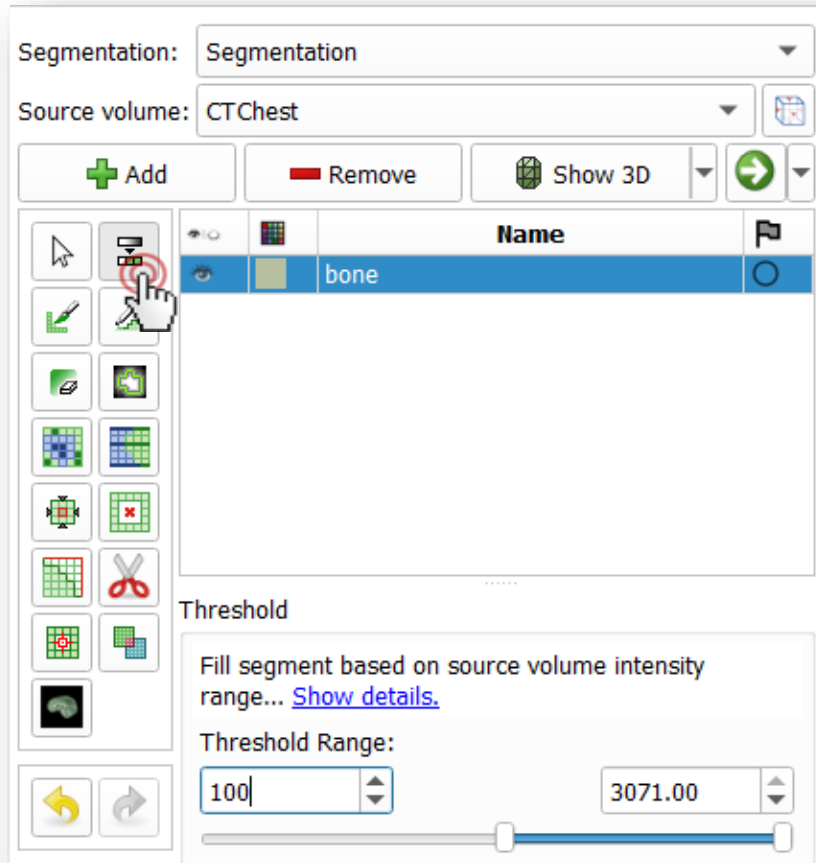 Segmentation: Segmentation
Source volume: CTChest
Add Remove Show 3D
Name
bone
Threshold
Fill segment based on source volume intensity
range... Show details.
Threshold Range:
100 3071.00